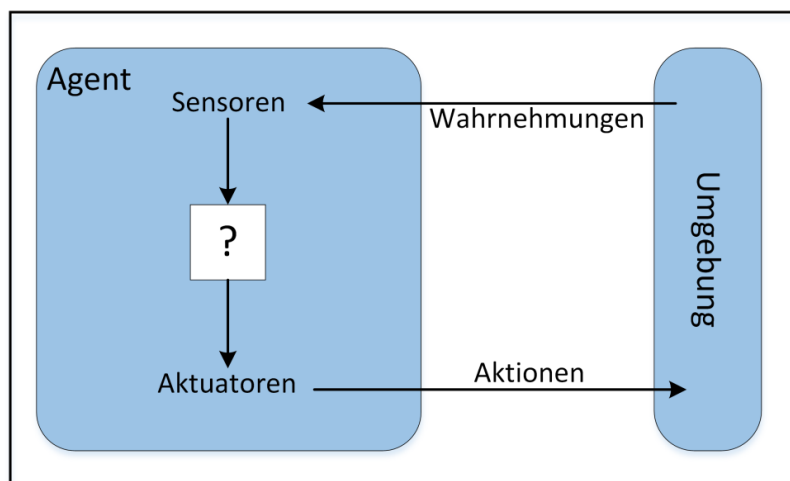 Agent
Sensoren
Wahrnehmungen
?
Umgebung
Aktuatoren
Aktionen